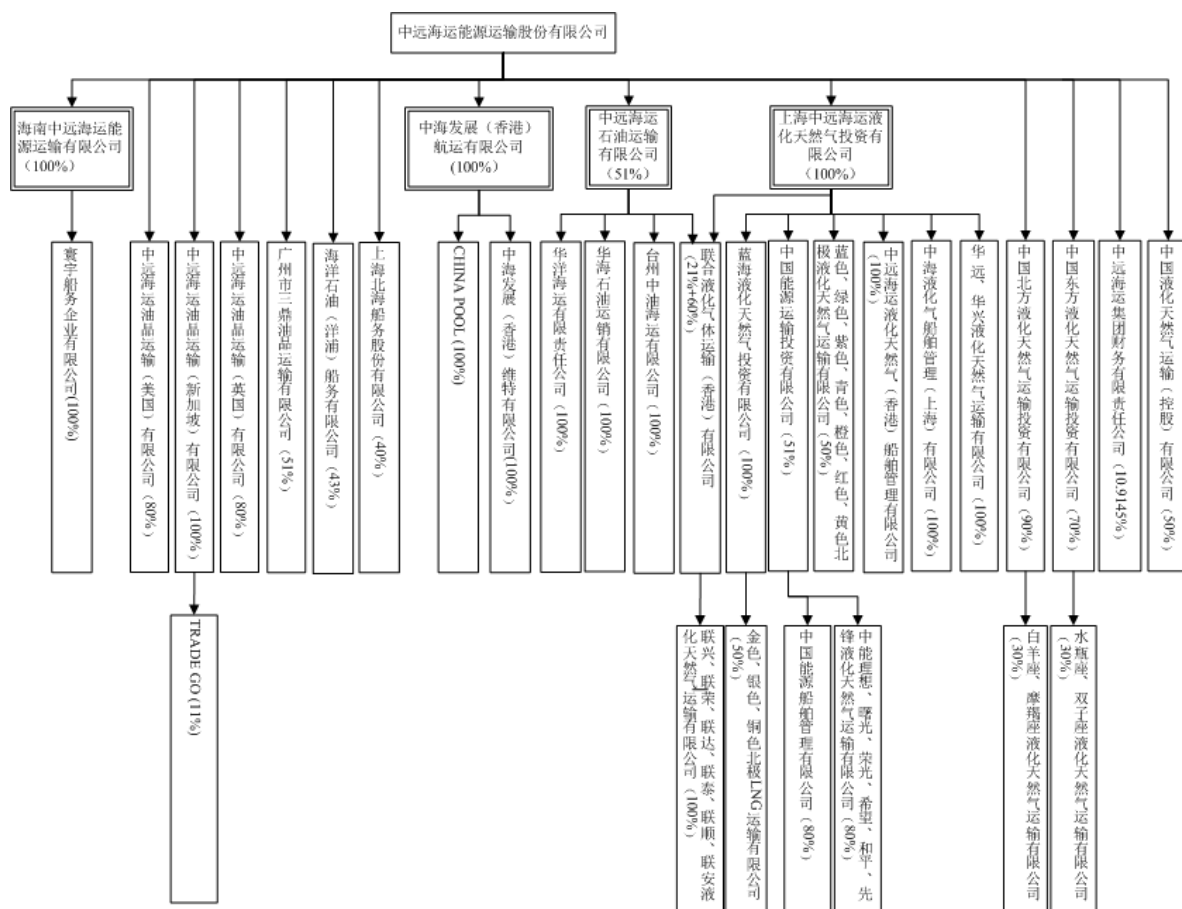 中远海运能源运输股份有限公司
海南中远海运能
源运输有限公司
（100%）
中海发展（香港）
航运有限公司
(100%）
中远海运
石油运输
有限公司
（51%）
上海中远海运液
化天然气投资有
限公司
（100%）
寰宇船务企业有限公司(100%）
中远海运油品运输（美国）有限公司（80%）
中远海运油品运输（新加坡）有限公司（100%）
中远海运油品运输（英国）有限公司（80%）
广州市三鼎油品运输有限公司（51%）
海洋石油（洋浦）船务有限公司（43%）
上海北海船务股份有限公司（40%）
CHINA POOL (100%)
中海发展（香港）维特有限公司(100%）
华洋海运有限责任公司（100%）
华海石油运销有限公司（100%）
台州中油海运有限公司（100%）
联合液化气体运输（香港）有限公司
（21%+60%）
蓝海液化天然气投资有限公司（100%）
中国能源运输投资有限公司（51%）
蓝色、绿色、紫色、青色、橙色、红色、黄色北
极液化天然气运输有限公司（50%）
中远海运液化天然气（香港）船舶管理有限公司
（100%）
中海液化气船舶管理（上海）有限公司（100%）
华远、华兴液化天然气运输有限公司（100%）
中国北方液化天然气运输投资有限公司（90%）
中国东方液化天然气运输投资有限公司（70%）
中远海运集团财务有限责任公司（10.9145%）
中国液化天然气运输（控股）有限公司（50%）
TRADE GO (11%)
联兴、联荣、联达、联泰、联顺、联安液
化天然气运输有限公司（100%）
金色、银色、铜色北极LNG运输有限公司
（50%）
中国能源船舶管理有限公司（80%）
中能理想、曙光、荣光、希望、和平、先
锋液化天然气运输有限公司（80%）
白羊座、摩羯座液化天然气运输有限公司
（30%）
水瓶座、双子座液化天然气运输有限公司
（30%）